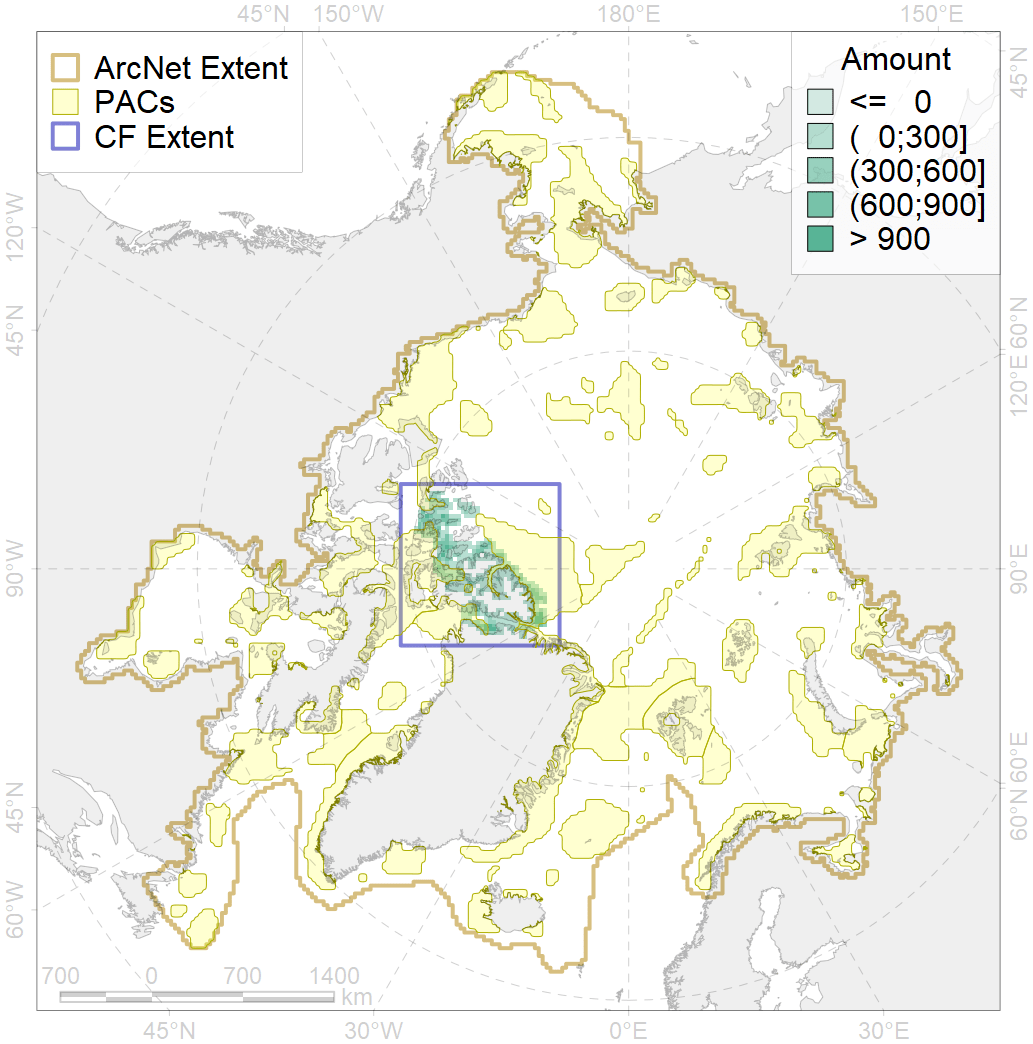 45°N 150°W 180°E 150°E
ArcNet Extent
PACs
CF Extent
Amount
<= 0
( 0;300]
(300;600]
(600;900]
> 900
45°N
120°W
45°N
90°W
45°N
60°W
60°N
120°E
90°E
60°E
60°N
700 0 700 1400
km
45°N 30°W 0°E 30°E